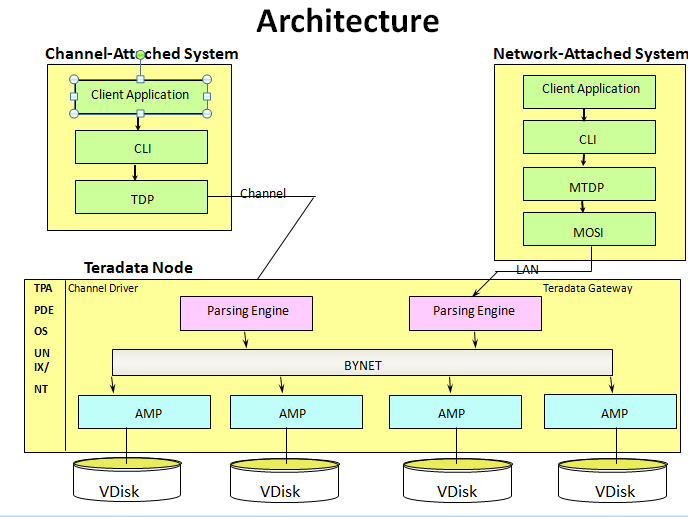 Architecture
Channel-Attached System
Network-Attached System
Client Application
CLI
TDP
Channel
Client Application
CLI
MTDP
MOSI
LAN
Teradata Node
TPA
PDE
OS
UN
IX/
NT
Channel Driver
Teradata Gateway
Parsing Engine
Parsing Engine
BYNET
AMP
AMP
AMP
AMP
VDisk
VDisk
VDisk
VDisk